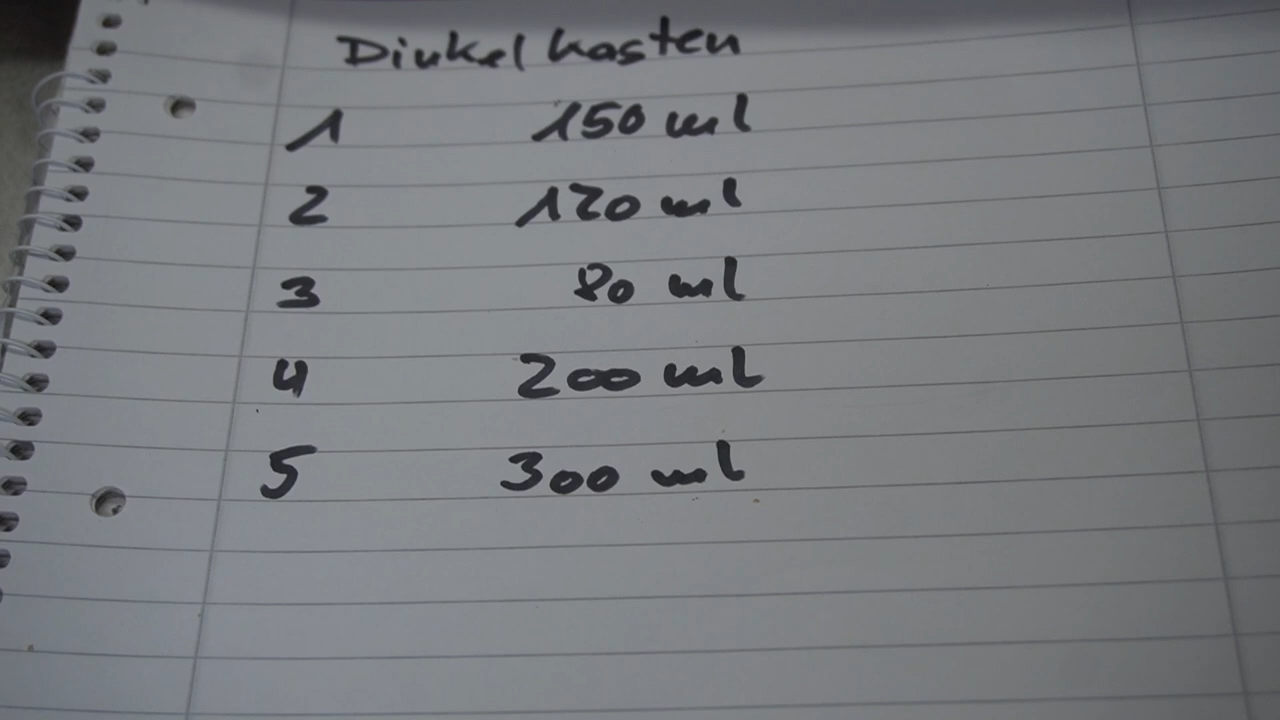 Dinkelkasten
1 150 ml
2 120 ml
3 80 ml
4 200 ml
5 300 ml